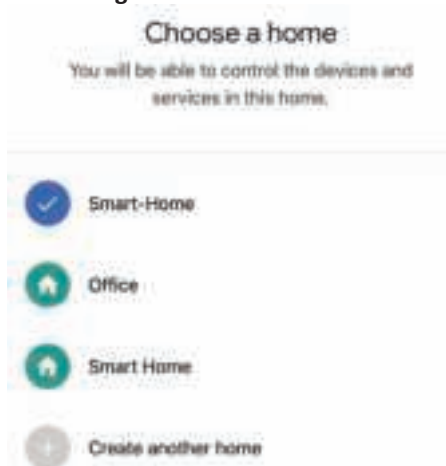 Choose a home
You will be able to control the devices and
services in this home.
Smart-Home
Office
Smart Home
Create another home